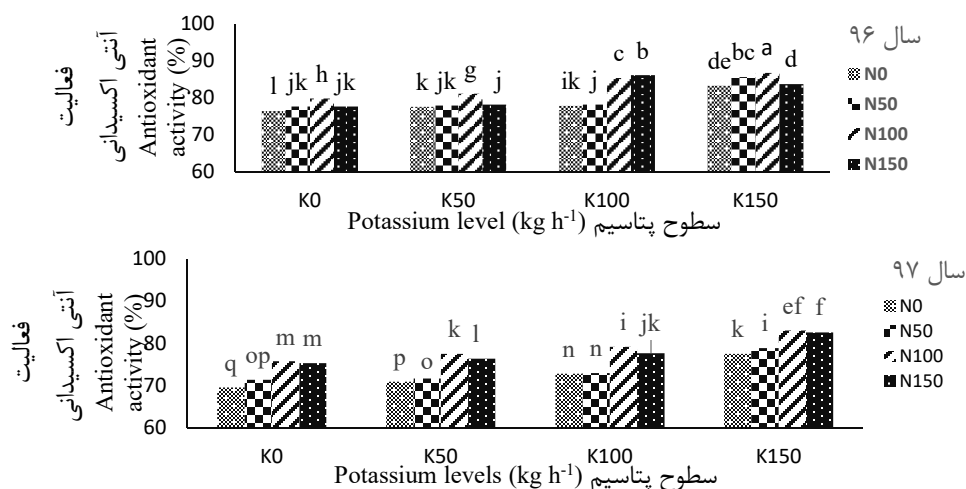 فعالیت
آنتی اکسیدانی
Antioxidant
activity (%)
100
90
80
70
60
l jk h jk
k jk g j
ik j c b
de bc a d
K0 K50 K100 K150
Potassium level (kg h-1) سطوح پتاسیم
سال ۹۶
N0
N50
N100
N150
فعالیت
آنتی اکسیدانی
Antioxidant
activity (%)
100
90
80
70
60
q op m m
p o k l
n n i jk
k i ef f
K0 K50 K100 K150
Potassium levels (kg h-1) سطوح پتاسیم
سال ۹۷
N0
N50
N100
N150